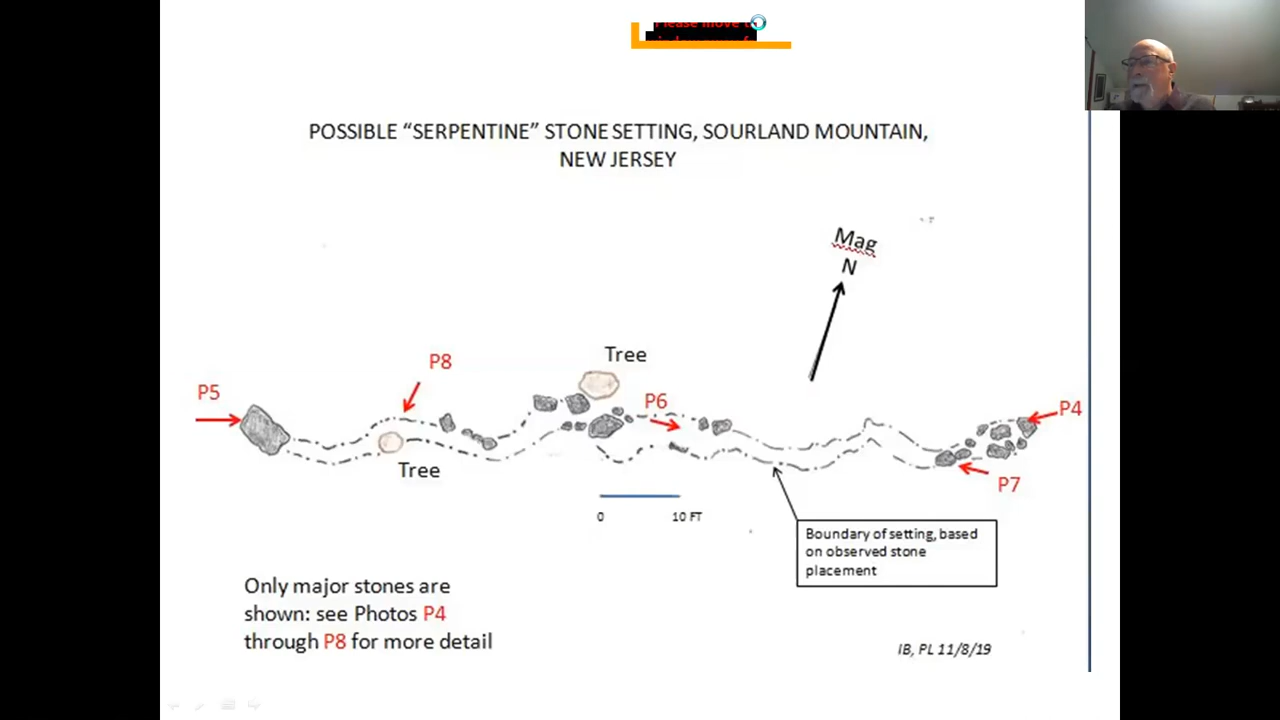 Please move t
POSSIBLE “SERPENTINE” STONE SETTING, SOURLAND MOUNTAIN,
NEW JERSEY
Mag
N
Tree
P8
P5
P6
P4
Tree
P7
0 10 FT
Boundary of setting, based
on observed stone
placement
Only major stones are
shown: see Photos P4
through P8 for more detail
IB, PL 11/8/19